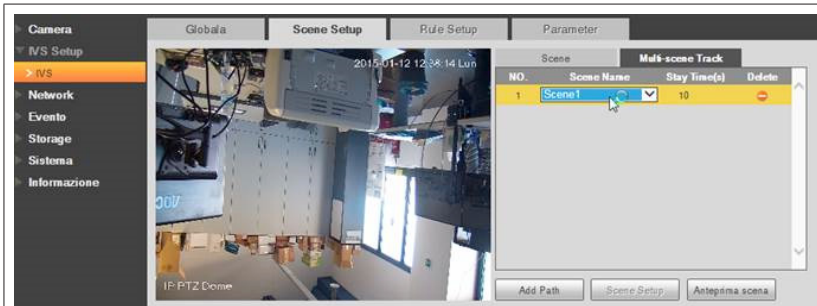 Camera
IVS Setup
> IVS
Network
Evento
Storage
Sistema
Informazione
Globala
Scene Setup
Rule Setup
Parameter
2015-01-12 12:38:14 Lun
IP PTZ Dome
Scene
Multi-scene Track
NO. Scene Name Stay Time(s) Delete
1 Scene1 10
Add Path
Scene Setup
Anteprima scena